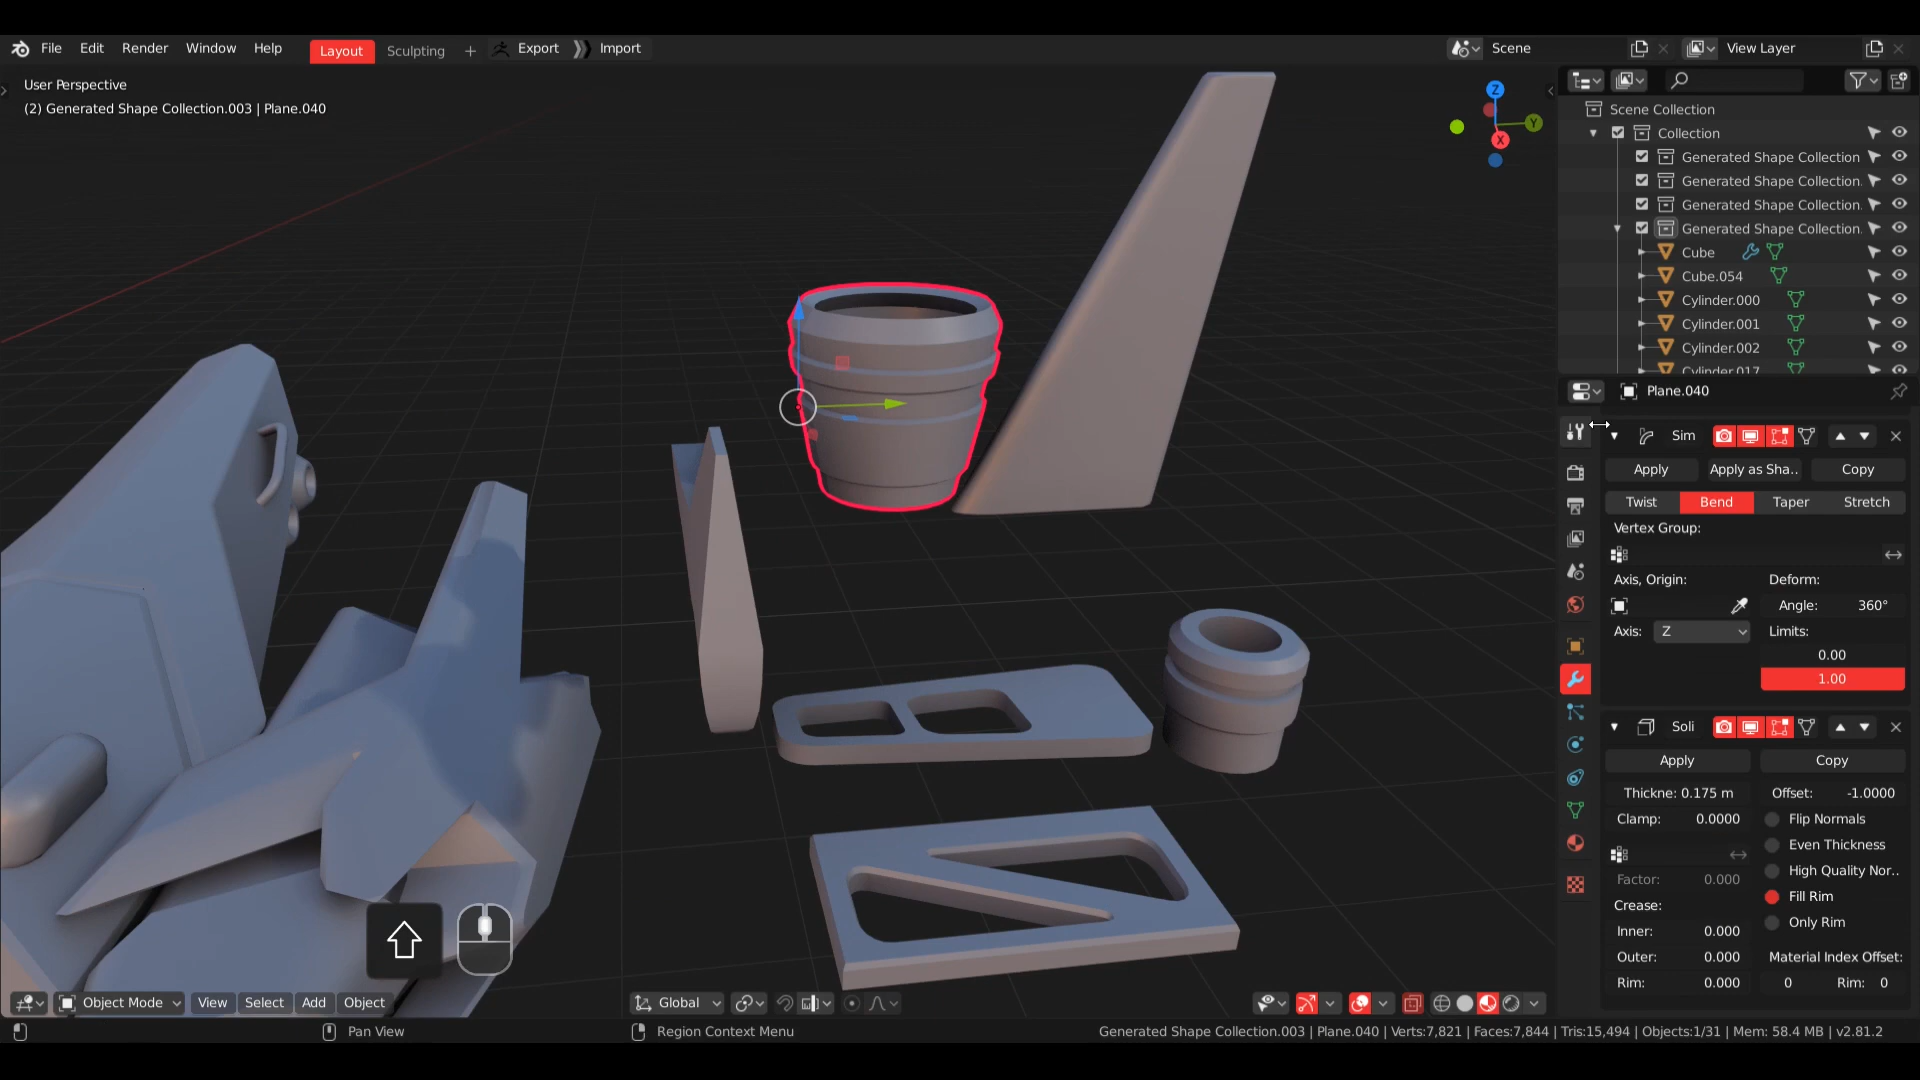 File Edit Render Window Help Layout Sculpting + Export Import Scene View Layer
User Perspective
(2) Generated Shape Collection.003 | Plane.040
Z
Y
X
Scene Collection
Collection
Generated Shape Collection
Generated Shape Collection.
Generated Shape Collection.
Generated Shape Collection.
Cube
Cube.054
Cylinder.000
Cylinder.001
Cylinder.002
Cylinder.017
Plane.040
Sim
Apply Apply as Sha.. Copy
Twist Bend Taper Stretch
Vertex Group:
Axis, Origin: Deform:
Angle: 360°
Axis: Z Limits:
0.00
1.00
Soli
Apply Copy
Thickne: 0.175 m Offset: -1.0000
Clamp: 0.0000 Flip Normals
Even Thickness
High Quality Nor..
Factor: 0.000
Fill Rim
Crease:
Only Rim
Inner: 0.000
Outer: 0.000 Material Index Offset:
Rim: 0.000 0 Rim: 0
Object Mode View Select Add Object Global
Pan View Region Context Menu Generated Shape Collection.003 | Plane.040 | Verts:7,821 | Faces:7,844 | Tris:15,494 | Objects:1/31 | Mem: 58.4 MB | v2.81.2